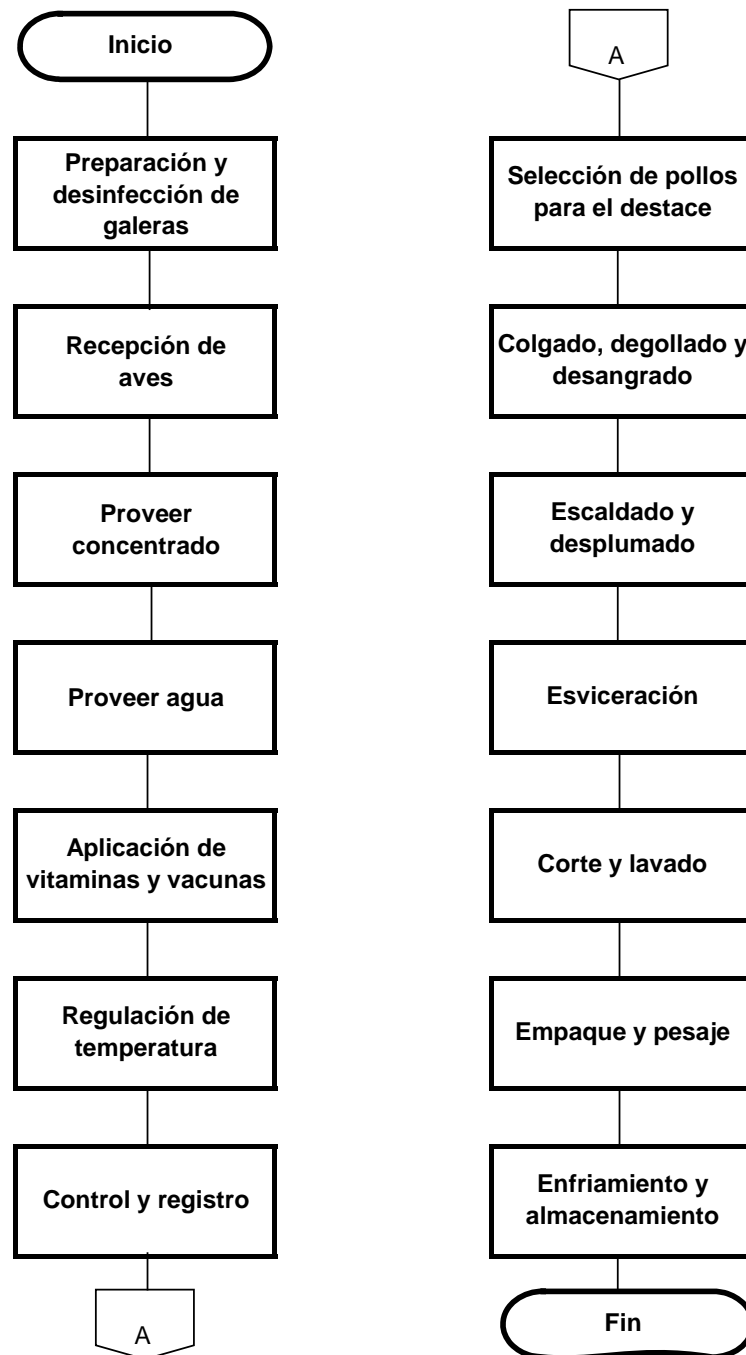 Inicio
Preparación y
desinfección de
galeras
Recepción de
aves
Proveer
concentrado
Proveer agua
Aplicación de
vitaminas y vacunas
Regulación de
temperatura
Control y registro
A
A
Selección de pollos
para el destace
Colgado, degollado y
desangrado
Escaldado y
desplumado
Esviceración
Corte y lavado
Empaque y pesaje
Enfriamiento y
almacenamiento
Fin